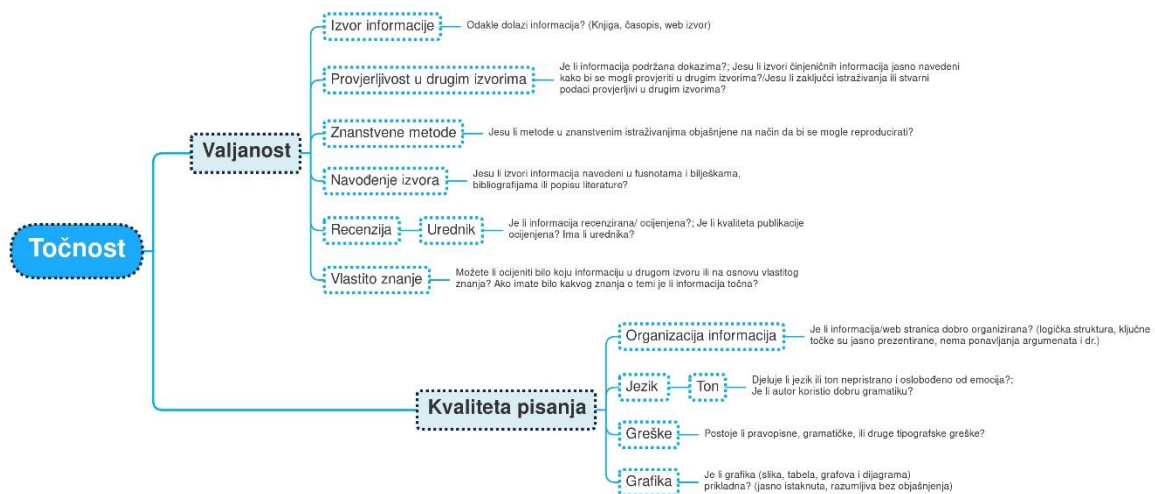 Točnost
Valjanost
Izvor informacije
Odakle dolazi informacija? (Knjiga, časopis, web izvor)
Provjerljivost u drugim izvorima
Je li informacija podržana dokazima?; Jesu li izvori činjeničnih informacija jasno navedeni
kako bi se mogli provjeriti u drugim izvorima?/Jesu li zaključci istraživanja ili stvarni
podaci provjerljivi u drugim izvorima?
Znanstvene metode
Jesu li metode u znanstvenim istraživanjima objašnjene na način da bi se mogle reproducirati?
Navođenje izvora
Jesu li izvori informacija navedeni u fusnotama i bilješkama,
bibliografijama ili popisu literature?
Recenzija
Urednik
Je li informacija recenzirana/ ocijenjena?; Je li kvaliteta publikacije
ocijenjena? Ima li urednika?
Vlastito znanje
Možete li ocijeniti bilo koju informaciju u drugom izvoru ili na osnovu vlastitog
znanja? Ako imate bilo kakvog znanja o temi je li informacija točna?
Kvaliteta pisanja
Organizacija informacija
Je li informacija/web stranica dobro organizirana? (logička struktura, ključne
točke su jasno prezentirane, nema ponavljanja argumenata i dr.)
Jezik
Ton
Djeluje li jezik ili ton nepristrano i oslobođeno od emocija?;
Je li autor koristio dobru gramatiku?
Greške
Postoje li pravopisne, gramatičke, ili druge tipografske greške?
Grafika
Je li grafika (slika, tabela, grafova i dijagrama)
prikladna? (jasno istaknuta, razumljiva bez objašnjenja)